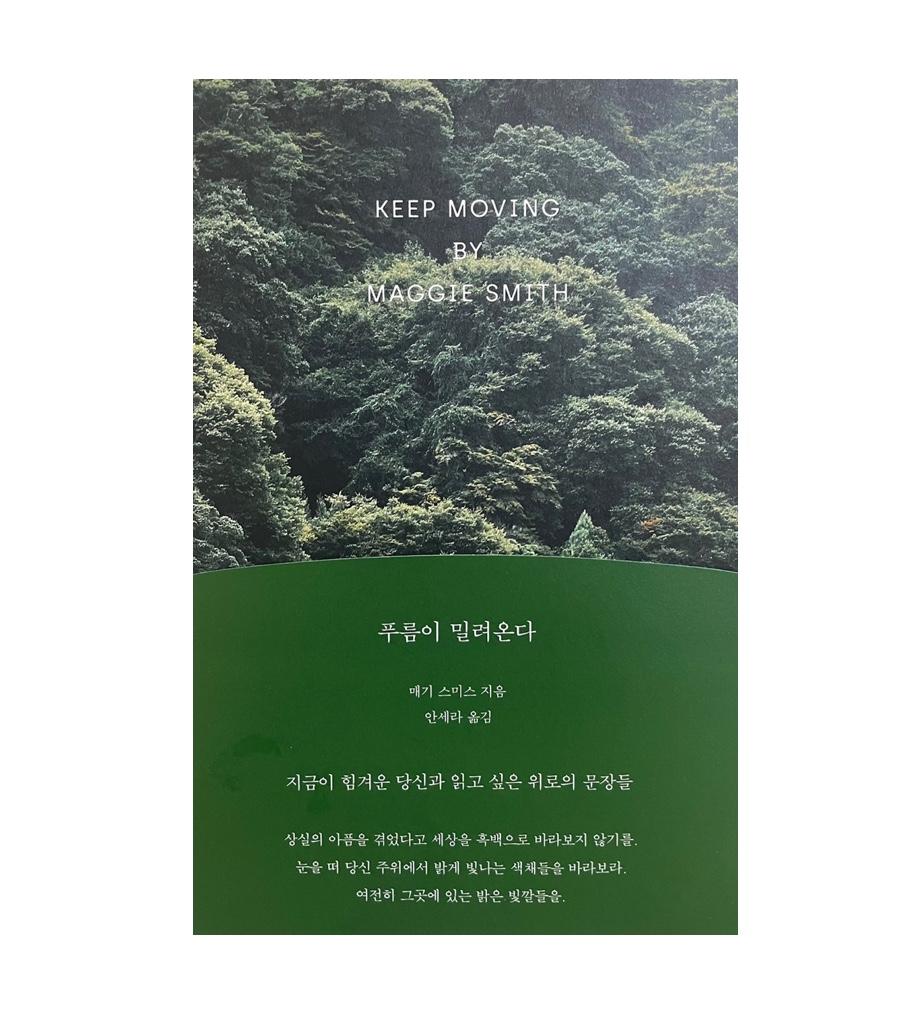 KEEP MOVING
BY
MAGGIE SMITH
푸름이 밀려온다
매기 스미스 지음
안세라 옮김
지금이 힘겨운 당신과 읽고 싶은 위로의 문장들
상실의 아픔을 겪었다고 세상을 흑백으로 바라보지 않기를.
눈을 떠 당신 주위에서 밝게 빛나는 색채들을 바라보라.
여전히 그곳에 있는 밝은 빛깔들을.